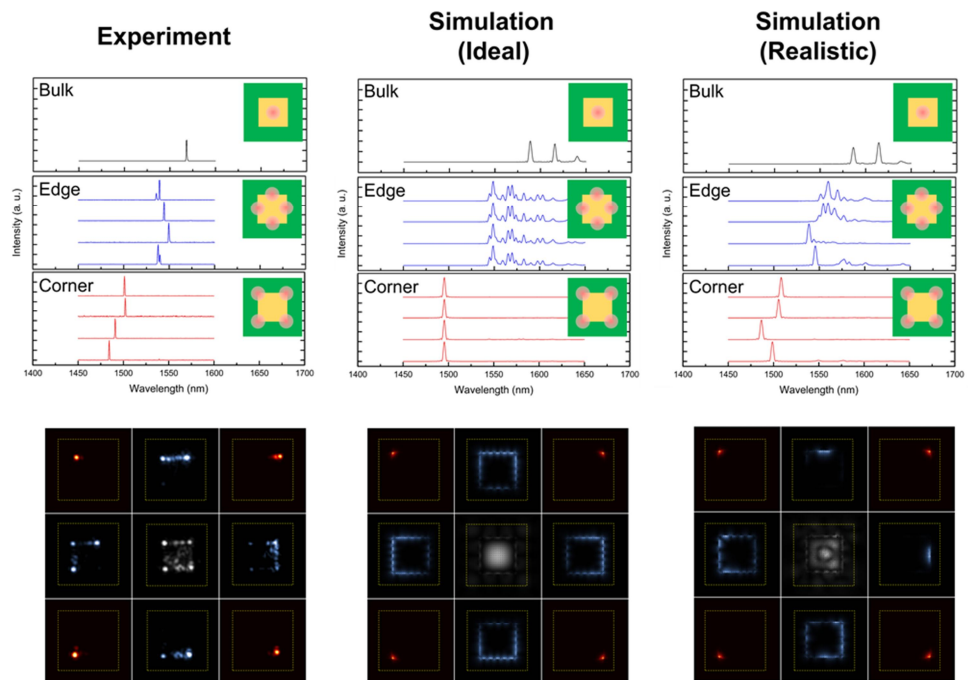 Experiment
Simulation
(Ideal)
Simulation
(Realistic)
Bulk
Edge
Corner
Intensity (a. u.)
1400 1450 1500 1550 1600 1650 1700
Wavelength (nm)
Bulk
Edge
Corner
Intensity (a. u.)
1400 1450 1500 1550 1600 1650 1700
Wavelength (nm)
Bulk
Edge
Corner
Intensity (a. u.)
1400 1450 1500 1550 1600 1650 1700
Wavelength (nm)